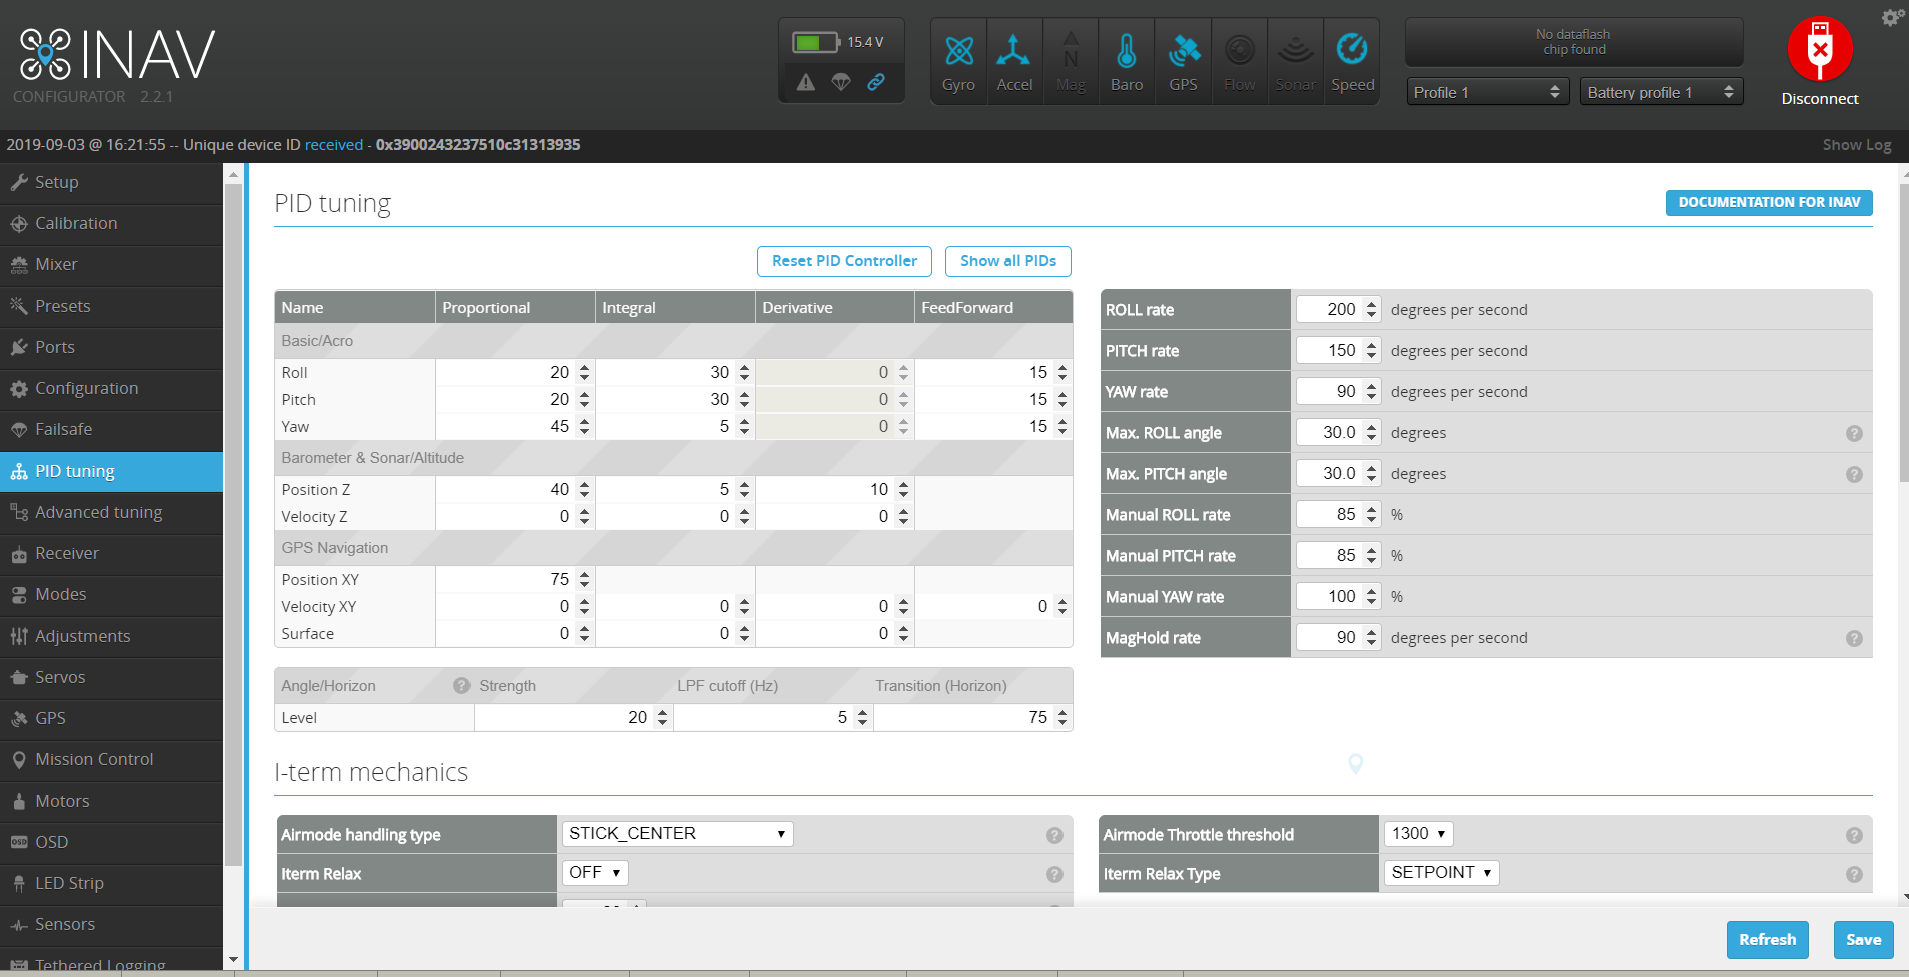 INAV
CONFIGURATOR 2.2.1
15.4 V
Gyro Accel Mag Baro GPS Flow Sonar Speed
No dataflash
chip found
Profile 1 Battery profile 1
Disconnect
2019-09-03 @ 16:21:55 -- Unique device ID received - 0x3900243237510c31313935
Show Log
Setup
Calibration
Mixer
Presets
Ports
Configuration
Failsafe
PID tuning
Advanced tuning
Receiver
Modes
Adjustments
Servos
GPS
Mission Control
Motors
OSD
LED Strip
Sensors
Tethered Logging
PID tuning
DOCUMENTATION FOR INAV
Reset PID Controller Show all PIDs
Name Proportional Integral Derivative FeedForward
Basic/Acro
Roll 20 30 0 15
Pitch 20 30 0 15
Yaw 45 5 0 15
Barometer & Sonar/Altitude
Position Z 40 5 10
Velocity Z 0 0 0
GPS Navigation
Position XY 75
Velocity XY 0 0 0 0
Surface 0 0 0
Angle/Horizon ? Strength LPF cutoff (Hz) Transition (Horizon)
Level 20 5 75
ROLL rate 200 degrees per second
PITCH rate 150 degrees per second
YAW rate 90 degrees per second
Max. ROLL angle 30.0 degrees ?
Max. PITCH angle 30.0 degrees ?
Manual ROLL rate 85 %
Manual PITCH rate 85 %
Manual YAW rate 100 %
MagHold rate 90 degrees per second ?
I-term mechanics
Airmode handling type STICK_CENTER ?
Iterm Relax OFF ?
Airmode Throttle threshold 1300 ?
Iterm Relax Type SETPOINT ?
Refresh Save